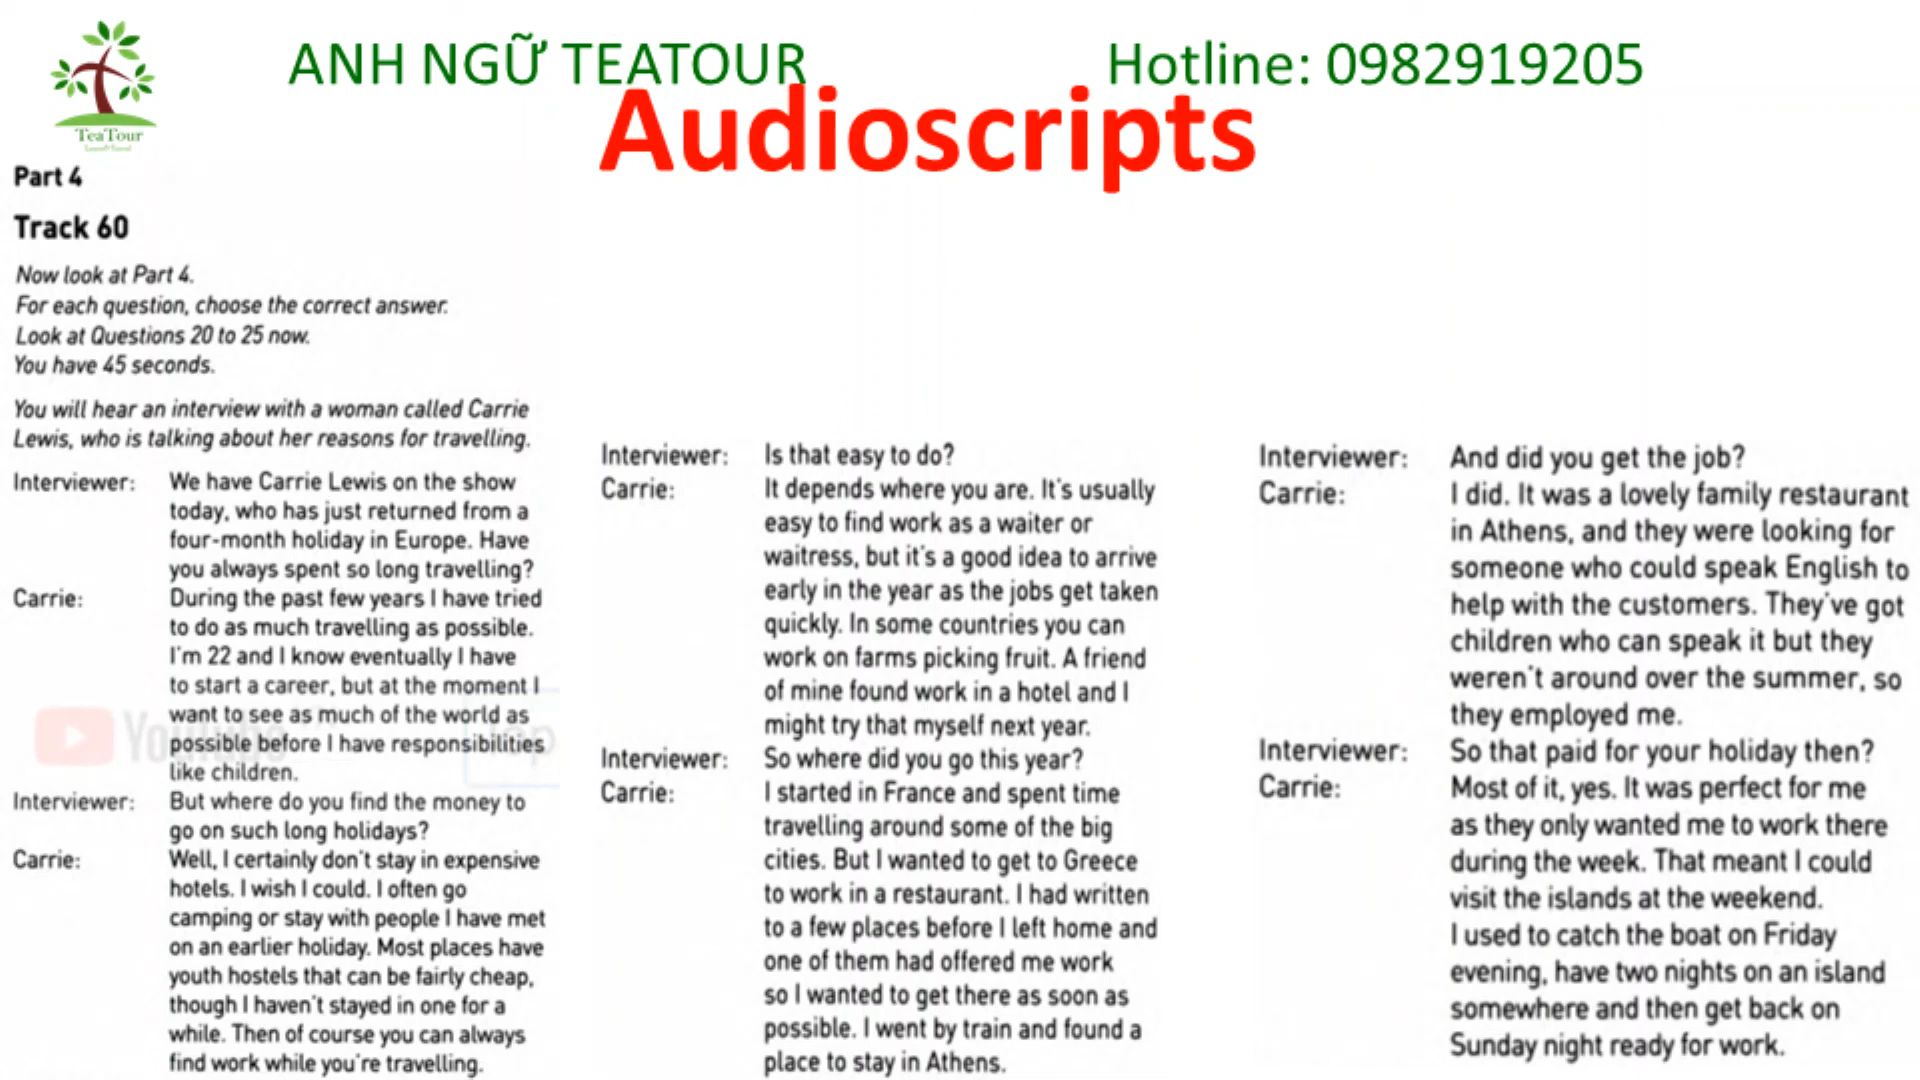 ANH NGỮ TEATOUR
Hotline: 0982919205
TeaTour
Audioscripts
Part 4
Track 60
Now look at Part 4.
For each question, choose the correct answer.
Look at Questions 20 to 25 now.
You have 45 seconds.
You will hear an interview with a woman called Carrie
Lewis, who is talking about her reasons for travelling.
Interviewer: We have Carrie Lewis on the show
today, who has just returned from a
four-month holiday in Europe. Have
you always spent so long travelling?
Carrie: During the past few years I have tried
to do as much travelling as possible.
I'm 22 and I know eventually I have
to start a career, but at the moment I
want to see as much of the world as
possible before I have responsibilities
like children.
Interviewer: But where do you find the money to
go on such long holidays?
Carrie: Well, I certainly don't stay in expensive
hotels. I wish I could. I often go
camping or stay with people I have met
on an earlier holiday. Most places have
youth hostels that can be fairly cheap,
though I haven't stayed in one for a
while. Then of course you can always
find work while you're travelling.
Interviewer: Is that easy to do?
Carrie: It depends where you are. It's usually
easy to find work as a waiter or
waitress, but it's a good idea to arrive
early in the year as the jobs get taken
quickly. In some countries you can
work on farms picking fruit. A friend
of mine found work in a hotel and I
might try that myself next year.
Interviewer: So where did you go this year?
Carrie: I started in France and spent time
travelling around some of the big
cities. But I wanted to get to Greece
to work in a restaurant. I had written
to a few places before I left home and
one of them had offered me work
so I wanted to get there as soon as
possible. I went by train and found a
place to stay in Athens.
Interviewer: And did you get the job?
Carrie: I did. It was a lovely family restaurant
in Athens, and they were looking for
someone who could speak English to
help with the customers. They've got
children who can speak it but they
weren't around over the summer, so
they employed me.
Interviewer: So that paid for your holiday then?
Carrie: Most of it, yes. It was perfect for me
as they only wanted me to work there
during the week. That meant I could
visit the islands at the weekend.
I used to catch the boat on Friday
evening, have two nights on an island
somewhere and then get back on
Sunday night ready for work.